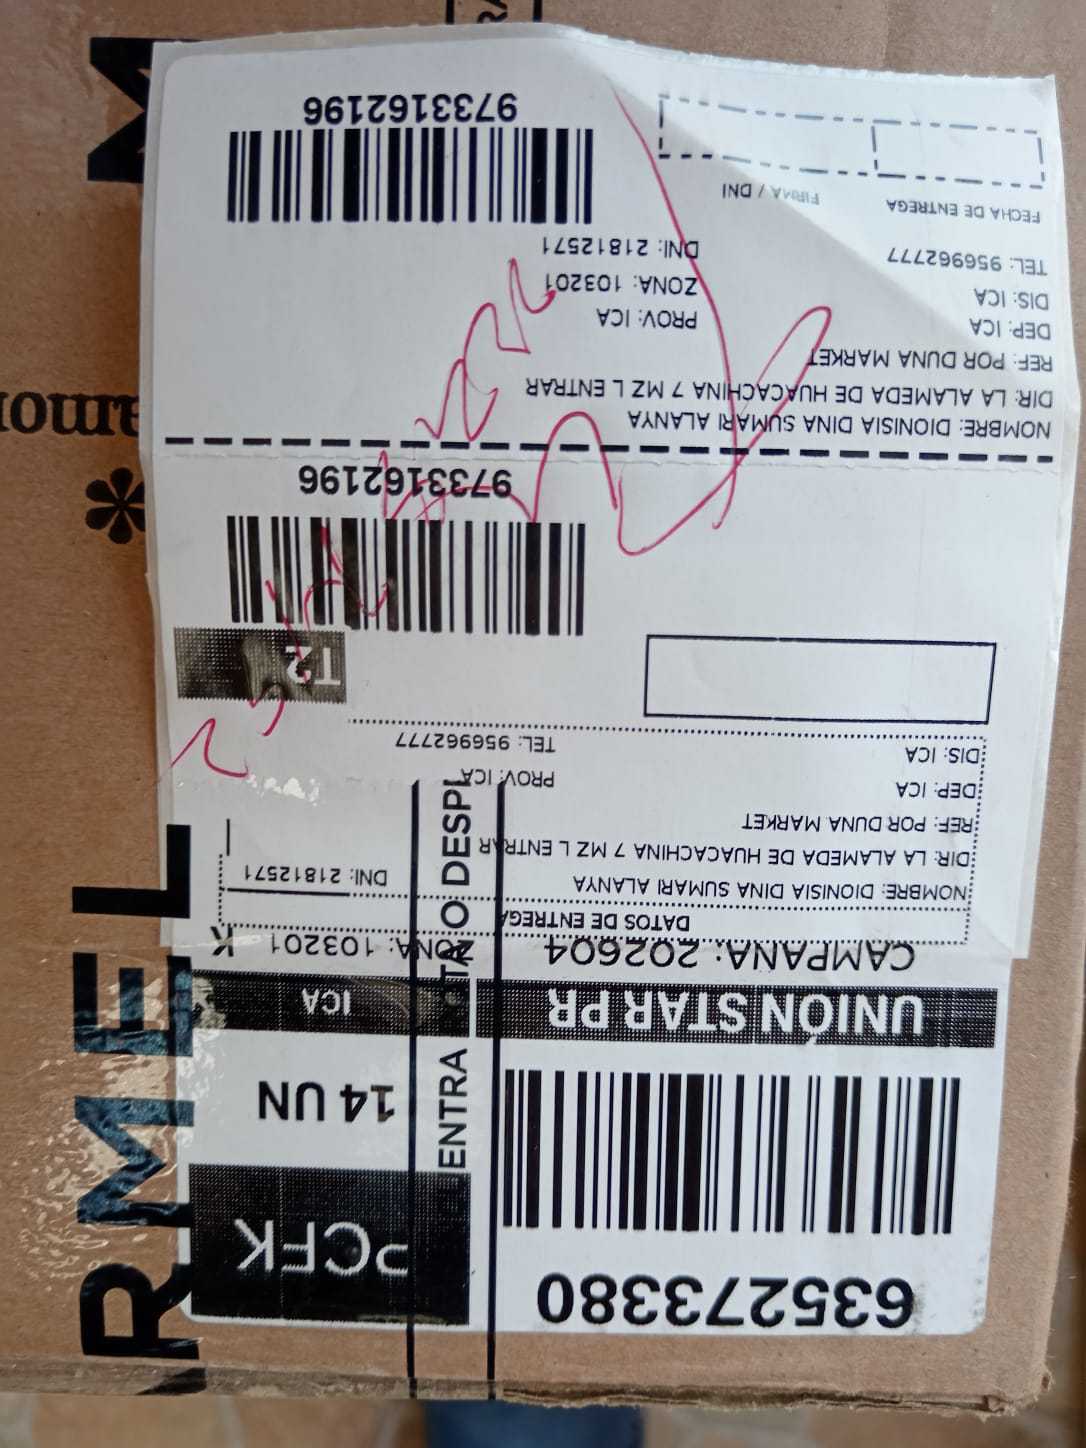 635273380
PCFK
14 UN
UNION STAR PR
ICA
CAMPAÑA: 202604
ZONA: 103201
K
DATOS DE ENTREGA
NOMBRE: DIONISIA DINA SUMARI ALANYA
DNI: 21812571
DIR: LA ALAMEDA DE HUACACHINA 7 MZ L ENTRAR
REF: POR DUNA MARKET
DEP: ICA
PROV: ICA
DIS: ICA
TEL: 956962777
T2
9733162196
NOMBRE: DIONISIA DINA SUMARI ALANYA
DIR: LA ALAMEDA DE HUACACHINA 7 MZ L ENTRAR
REF: POR DUNA MARKET
DEP: ICA
PROV: ICA
DIS: ICA
ZONA: 103201
TEL: 956962777
DNI: 21812571
FECHA DE ENTREGA
FIRMA / DNI
9733162196
RMEL
M